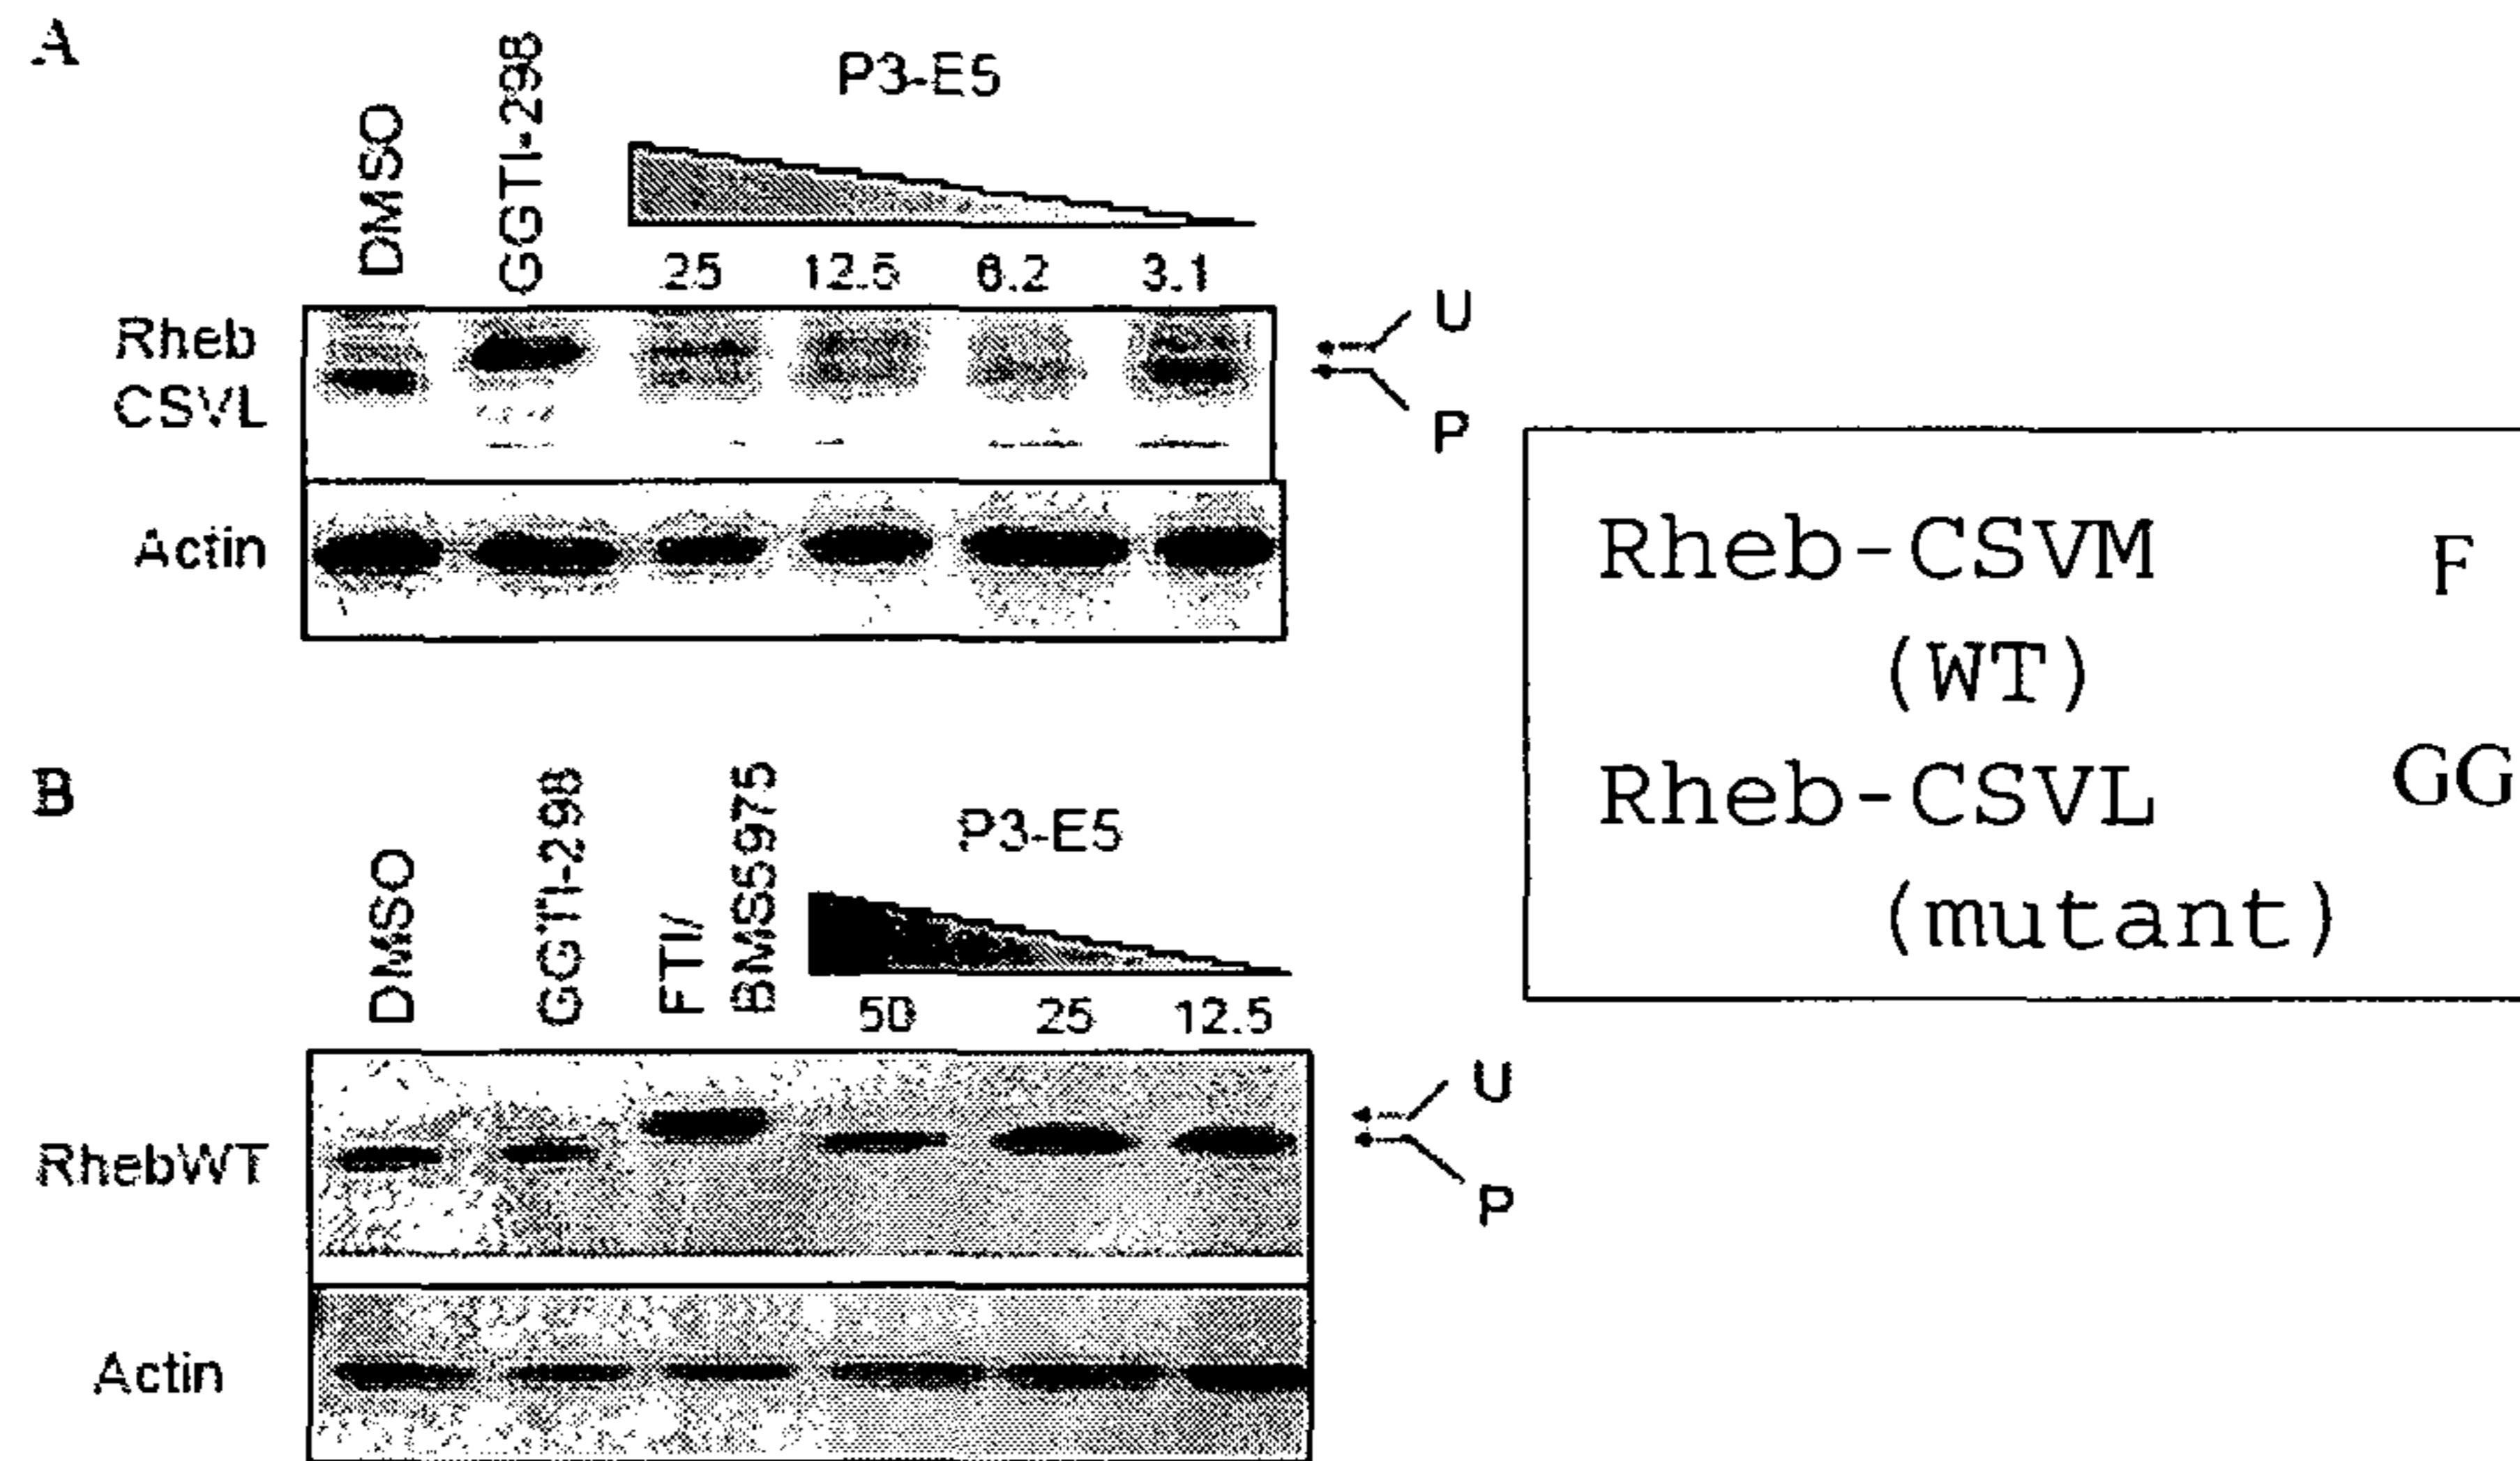 A
DMSO
GGTI-298
P3-E5
25 12.5 6.2 3.1
Rheb
CSVL
U
P
Actin
Rheb-CSVM F
(WT)
Rheb-CSVL GG
(mutant)
B
DMSO
GGTI-298
FTI/
BMS5975
P3-E5
50 25 12.5
RhebWT
U
P
Actin